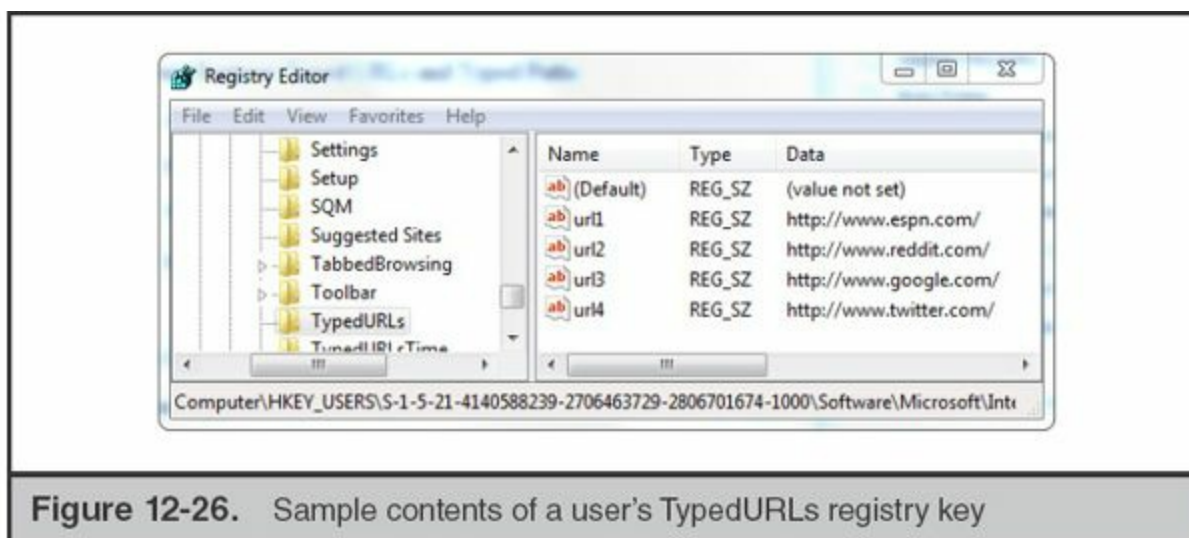 Registry Editor
File Edit View Favorites Help
Settings
Setup
SQM
Suggested Sites
TabbedBrowsing
Toolbar
TypedURLs
TypedURLsTime
Name Type Data
(Default) REG_SZ (value not set)
url1 REG_SZ http://www.espn.com/
url2 REG_SZ http://www.reddit.com/
url3 REG_SZ http://www.google.com/
url4 REG_SZ http://www.twitter.com/
Computer\HKEY_USERS\S-1-5-21-4140588239-2706463729-2806701674-1000\Software\Microsoft\Inte
Figure 12-26. Sample contents of a user's TypedURLs registry key